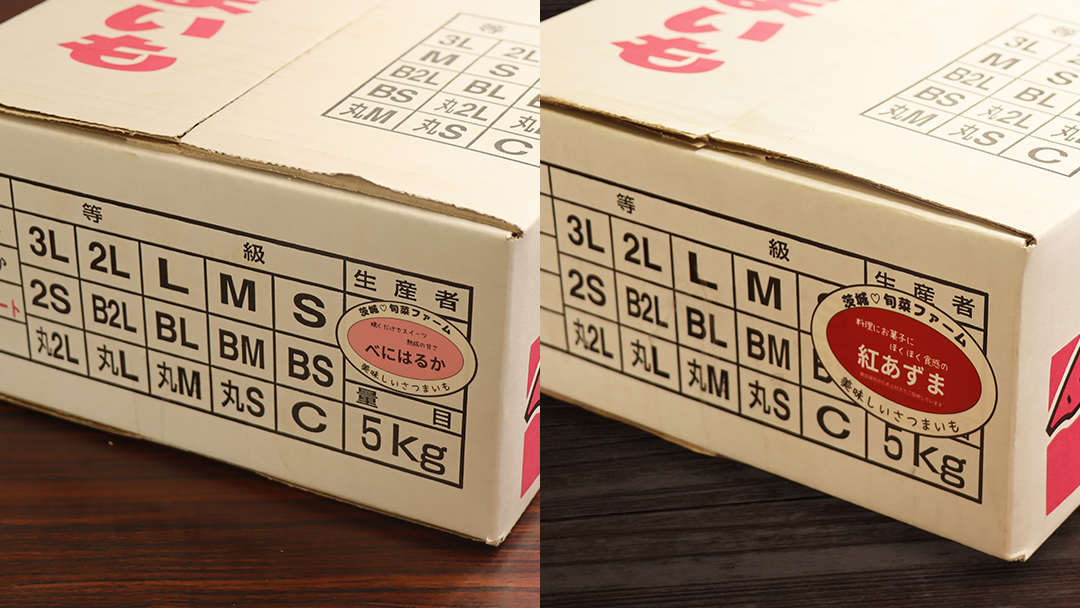 まいも
等
3L 2L
M S
B2L BL
BS 丸2L
丸M 丸S C
等級
3L 2L L M S
2S B2L BL BM BS
丸2L 丸L 丸M 丸S C
ート
生産者
茨城♡旬菜ファーム
焼くだけでスイーツ
熟成の甘さ
べにはるか
美味しいさつまいも
量目
5kg
まいも
等
3L
M S
B2L BL
BS 丸2L
丸M 丸S C
等級
3L 2L L M
2S B2L BL BM
丸2L 丸L 丸M 丸S C
生産者
茨城♡旬菜ファーム
料理にお菓子に
ほくほく食感の
紅あずま
美味しいさつまいも
5kg